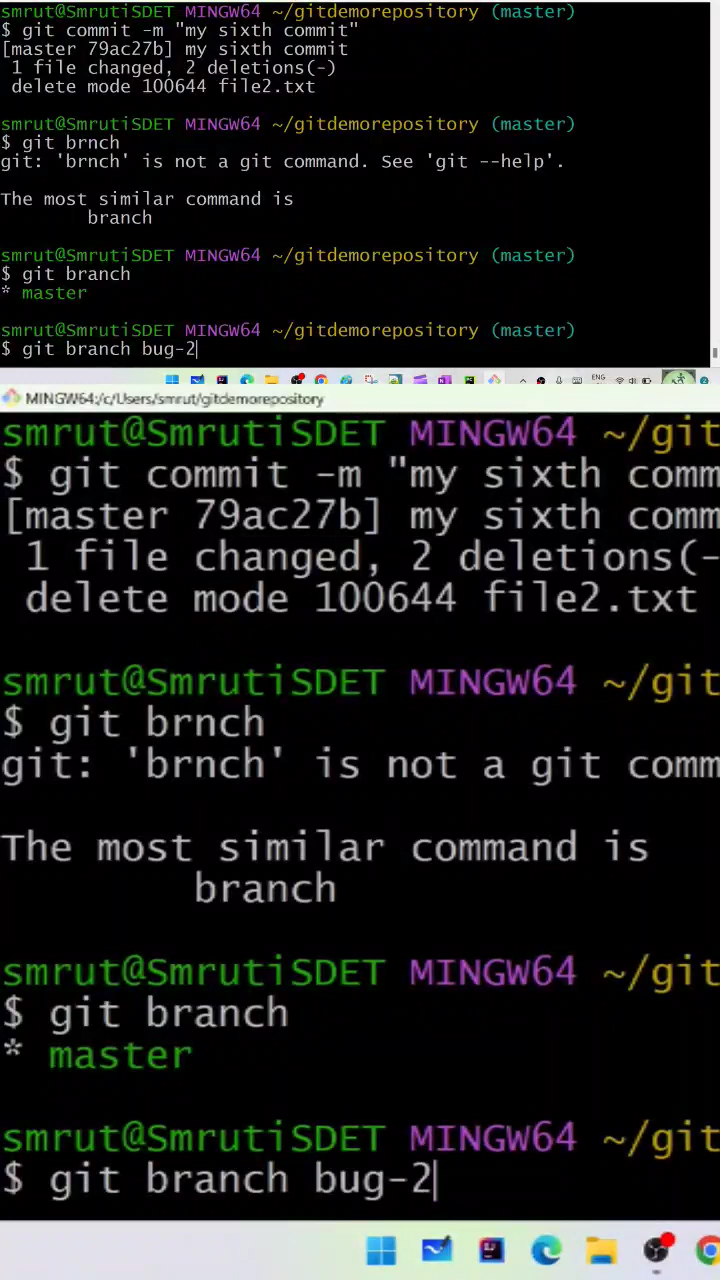 smrut@SmrutiSDET MINGW64 ~/gitdemorepository (master)
$ git commit -m "my sixth commit"
[master 79ac27b] my sixth commit
 1 file changed, 2 deletions(-)
 delete mode 100644 file2.txt

smrut@SmrutiSDET MINGW64 ~/gitdemorepository (master)
$ git brnch
git: 'brnch' is not a git command. See 'git --help'.

The most similar command is
        branch

smrut@SmrutiSDET MINGW64 ~/gitdemorepository (master)
$ git branch
* master

smrut@SmrutiSDET MINGW64 ~/gitdemorepository (master)
$ git branch bug-2
ENG
MINGW64:/c/Users/smrut/gitdemorepository
smrut@SmrutiSDET MINGW64 ~/git
$ git commit -m "my sixth comm
[master 79ac27b] my sixth comm
 1 file changed, 2 deletions(-
 delete mode 100644 file2.txt

smrut@SmrutiSDET MINGW64 ~/git
$ git brnch
git: 'brnch' is not a git comm

The most similar command is
        branch

smrut@SmrutiSDET MINGW64 ~/git
$ git branch
* master

smrut@SmrutiSDET MINGW64 ~/git
$ git branch bug-2